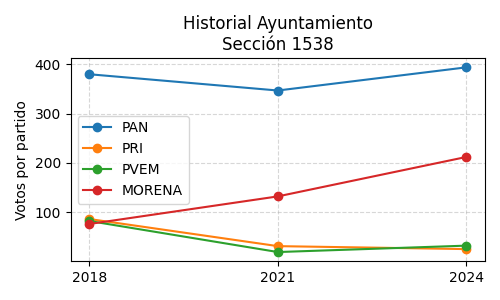 Historial Ayuntamiento
Sección 1538
Votos por partido
400
300
200
100
PAN
PRI
PVEM
MORENA
2018 2021 2024